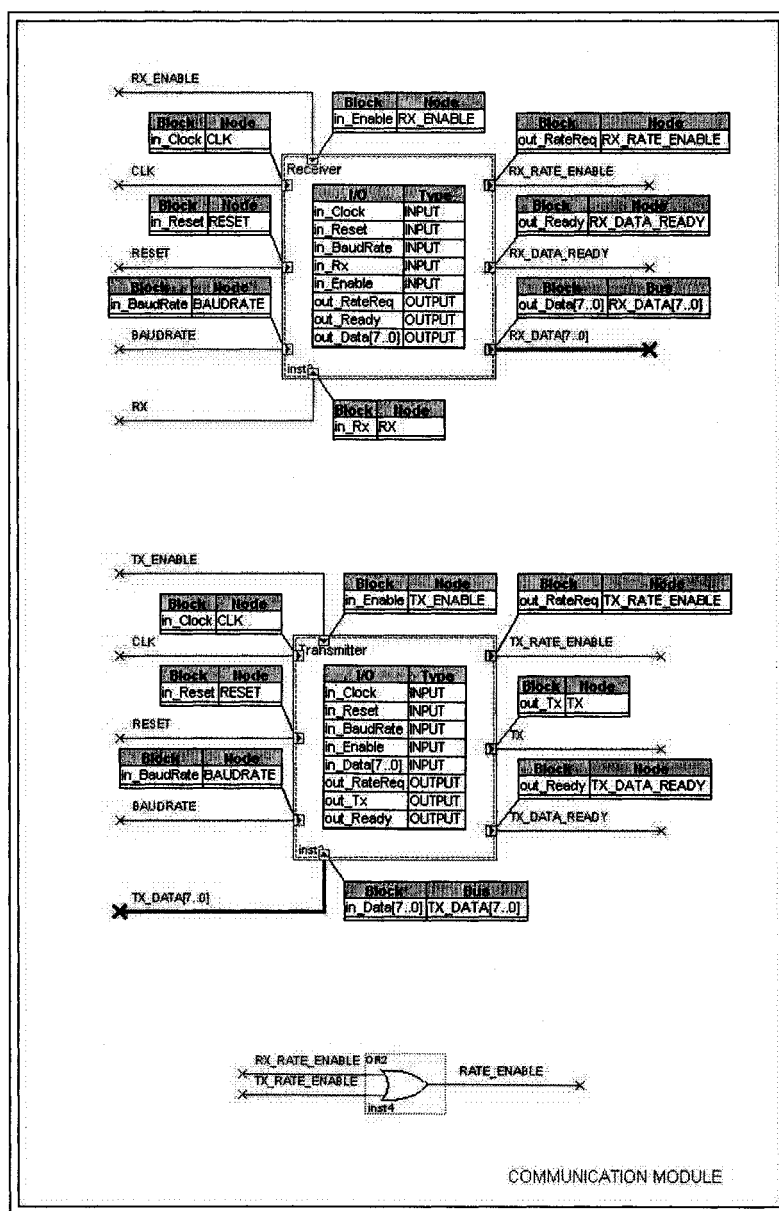 RX_ENABLE
Block Node
in_Enable RX_ENABLE
Block Node
in_Clock CLK
Block Node
out_RateReq RX_RATE_ENABLE
CLK
Receiver
RX_RATE_ENABLE
I/O Type
in_Clock INPUT
in_Reset INPUT
in_BaudRate INPUT
in_Rx INPUT
in_Enable INPUT
out_RateReq OUTPUT
out_Ready OUTPUT
out_Data[7..0] OUTPUT
Block Node
in_Reset RESET
Block Node
out_Ready RX_DATA_READY
RESET
RX_DATA_READY
Block Node
in_BaudRate BAUDRATE
Block Bus
out_Data[7..0] RX_DATA[7..0]
BAUDRATE
RX_DATA[7..0]
inst
RX
Block Node
in_Rx RX
TX_ENABLE
Block Node
in_Enable TX_ENABLE
Block Node
in_Clock CLK
Block Node
out_RateReq TX_RATE_ENABLE
CLK
Transmitter
TX_RATE_ENABLE
I/O Type
in_Clock INPUT
in_Reset INPUT
in_BaudRate INPUT
in_Enable INPUT
in_Data[7..0] INPUT
out_RateReq OUTPUT
out_Tx OUTPUT
out_Ready OUTPUT
Block Node
in_Reset RESET
Block Node
out_Tx TX
RESET
TX
Block Node
in_BaudRate BAUDRATE
Block Node
out_Ready TX_DATA_READY
BAUDRATE
TX_DATA_READY
inst
TX_DATA[7..0]
Block Bus
in_Data[7..0] TX_DATA[7..0]
RX_RATE_ENABLE
OR2
TX_RATE_ENABLE
RATE_ENABLE
inst4
COMMUNICATION MODULE